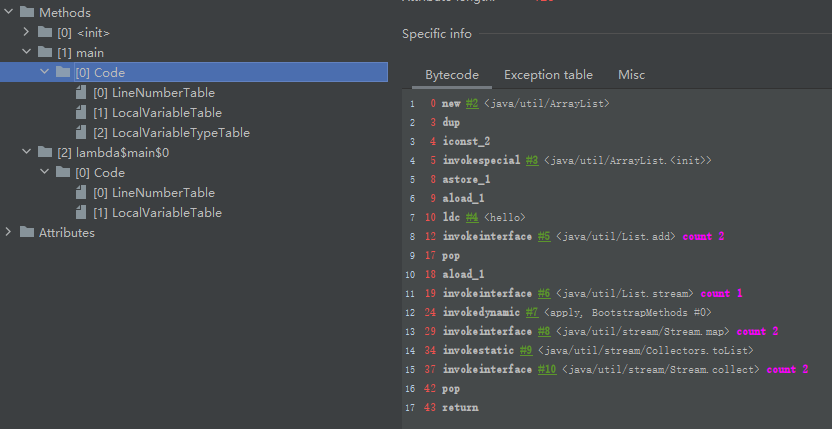 Methods
[0] <init>
[1] main
[0] Code
[0] LineNumberTable
[1] LocalVariableTable
[2] LocalVariableTypeTable
[2] lambda$main$0
[0] Code
[0] LineNumberTable
[1] LocalVariableTable
Attributes
Specific info
Bytecode Exception table Misc
1 0 new #2 <java/util/ArrayList>
2 3 dup
3 4 iconst_2
4 5 invokespecial #3 <java/util/ArrayList.<init>>
5 8 astore_1
6 9 aload_1
7 10 ldc #4 <hello>
8 12 invokeinterface #5 <java/util/List.add> count 2
9 17 pop
10 18 aload_1
11 19 invokeinterface #6 <java/util/List.stream> count 1
12 24 invokedynamic #7 <apply, BootstrapMethods #0>
13 29 invokeinterface #8 <java/util/stream/Stream.map> count 2
14 34 invokestatic #9 <java/util/stream/Collectors.toList>
15 37 invokeinterface #10 <java/util/stream/Stream.collect> count 2
16 42 pop
17 43 return